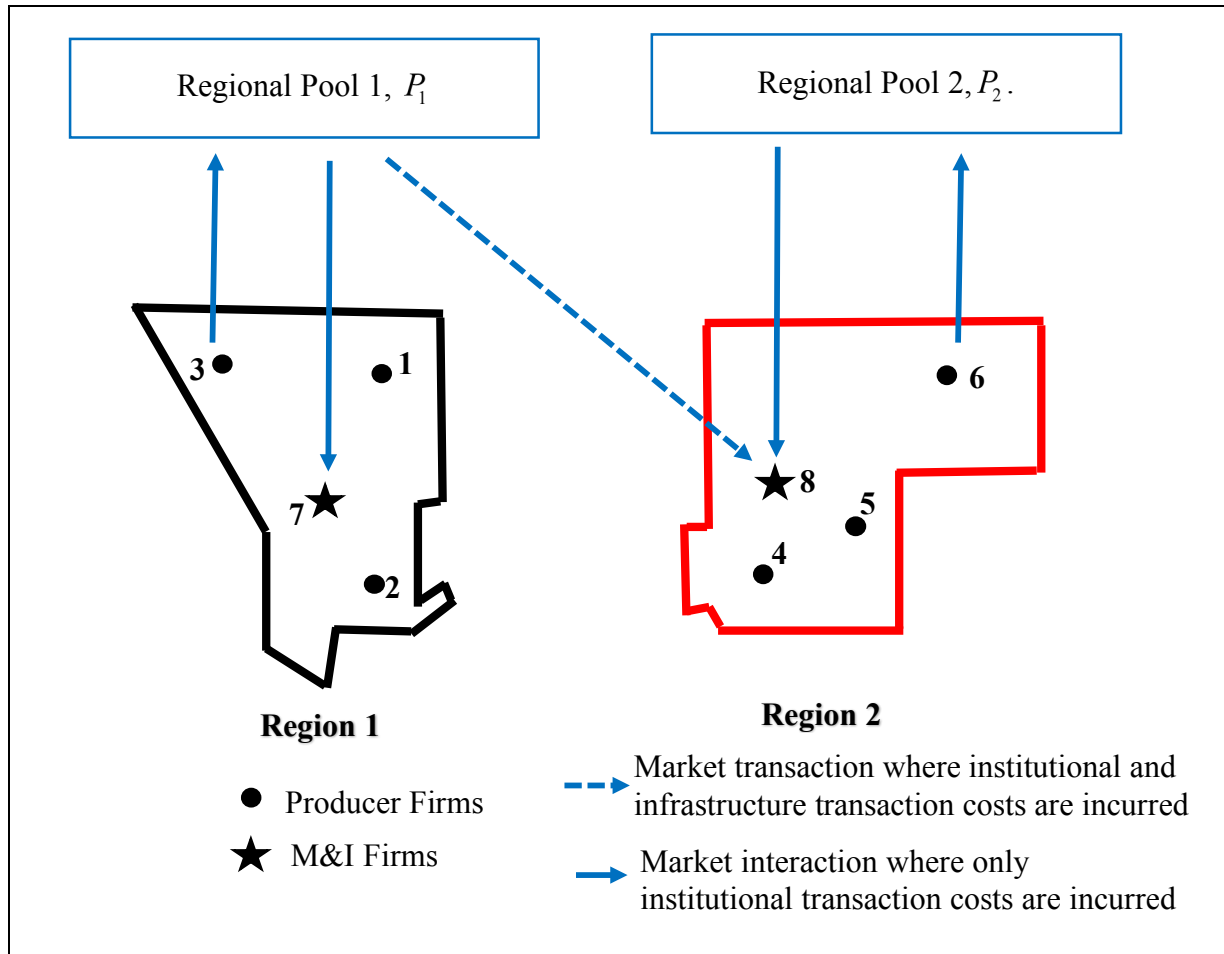 Regional Pool 1, P₁
Regional Pool 2, P₂.
3
1
6
7
8
5
4
2
Region 1
Region 2
Producer Firms
M&I Firms
Market transaction where institutional and
infrastructure transaction costs are incurred
Market interaction where only
institutional transaction costs are incurred